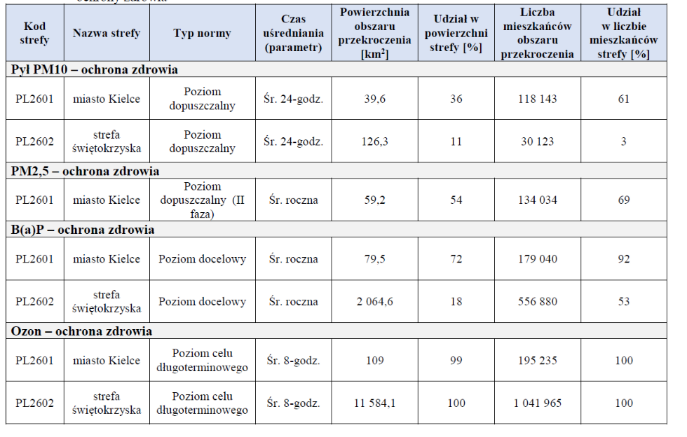 ochrony zdrowia
Kod strefy | Nazwa strefy | Typ normy | Czas uśredniania (parametr) | Powierzchnia obszaru przekroczenia [km²] | Udział w powierzchni strefy [%] | Liczba mieszkańców obszaru przekroczenia | Udział w liczbie mieszkańców strefy [%]
Pył PM10 – ochrona zdrowia
PL2601 | miasto Kielce | Poziom dopuszczalny | Śr. 24-godz. | 39,6 | 36 | 118 143 | 61
PL2602 | strefa świętokrzyska | Poziom dopuszczalny | Śr. 24-godz. | 126,3 | 11 | 30 123 | 3
PM2,5 – ochrona zdrowia
PL2601 | miasto Kielce | Poziom dopuszczalny (II faza) | Śr. roczna | 59,2 | 54 | 134 034 | 69
B(a)P – ochrona zdrowia
PL2601 | miasto Kielce | Poziom docelowy | Śr. roczna | 79,5 | 72 | 179 040 | 92
PL2602 | strefa świętokrzyska | Poziom docelowy | Śr. roczna | 2 064,6 | 18 | 556 880 | 53
Ozon – ochrona zdrowia
PL2601 | miasto Kielce | Poziom celu długoterminowego | Śr. 8-godz. | 109 | 99 | 195 235 | 100
PL2602 | strefa świętokrzyska | Poziom celu długoterminowego | Śr. 8-godz. | 11 584,1 | 100 | 1 041 965 | 100